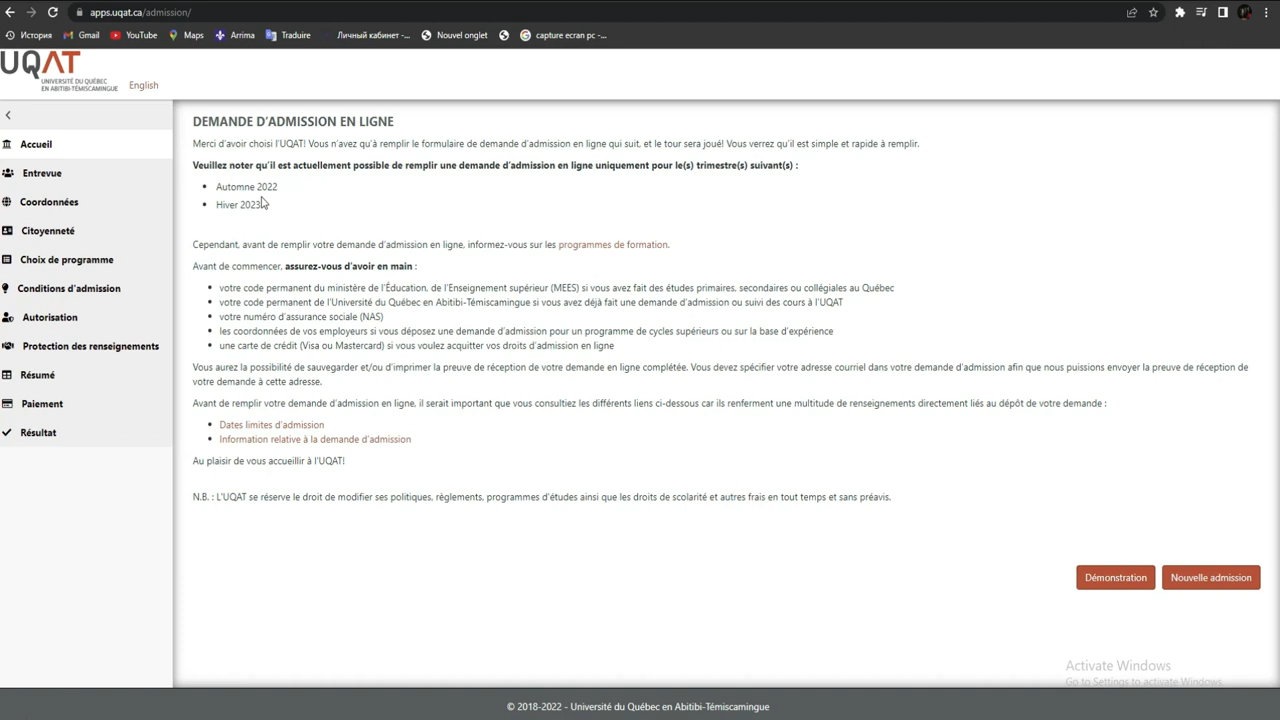 apps.uqat.ca/admission/
История Gmail YouTube Maps Arrima Traduire Личный кабинет -... Nouvel onglet capture ecran pc -...
UQAT
UNIVERSITÉ DU QUÉBEC
EN ABITIBI-TÉMISCAMINGUE
English
Accueil
Entrevue
Coordonnées
Citoyenneté
Choix de programme
Conditions d'admission
Autorisation
Protection des renseignements
Résumé
Paiement
Résultat
DEMANDE D'ADMISSION EN LIGNE
Merci d'avoir choisi l'UQAT! Vous n'avez qu'à remplir le formulaire de demande d'admission en ligne qui suit, et le tour sera joué! Vous verrez qu'il est simple et rapide à remplir.
Veuillez noter qu'il est actuellement possible de remplir une demande d'admission en ligne uniquement pour le(s) trimestre(s) suivant(s) :
• Automne 2022
• Hiver 2023
Cependant, avant de remplir votre demande d'admission en ligne, informez-vous sur les programmes de formation.
Avant de commencer, assurez-vous d'avoir en main :
• votre code permanent du ministère de l'Éducation, de l'Enseignement supérieur (MEES) si vous avez fait des études primaires, secondaires ou collégiales au Québec
• votre code permanent de l'Université du Québec en Abitibi-Témiscamingue si vous avez déjà fait une demande d'admission ou suivi des cours à l'UQAT
• votre numéro d'assurance sociale (NAS)
• les coordonnées de vos employeurs si vous déposez une demande d'admission pour un programme de cycles supérieurs ou sur la base d'expérience
• une carte de crédit (Visa ou Mastercard) si vous voulez acquitter vos droits d'admission en ligne
Vous aurez la possibilité de sauvegarder et/ou d'imprimer la preuve de réception de votre demande en ligne complétée. Vous devez spécifier votre adresse courriel dans votre demande d'admission afin que nous puissions envoyer la preuve de réception de
votre demande à cette adresse.
Avant de remplir votre demande d'admission en ligne, il serait important que vous consultiez les différents liens ci-dessous car ils renferment une multitude de renseignements directement liés au dépôt de votre demande :
• Dates limites d'admission
• Information relative à la demande d'admission
Au plaisir de vous accueillir à l'UQAT!
N.B. : L'UQAT se réserve le droit de modifier ses politiques, règlements, programmes d'études ainsi que les droits de scolarité et autres frais en tout temps et sans préavis.
Démonstration Nouvelle admission
Activate Windows
Go to Settings to activate Windows.
© 2018-2022 - Université du Québec en Abitibi-Témiscamingue